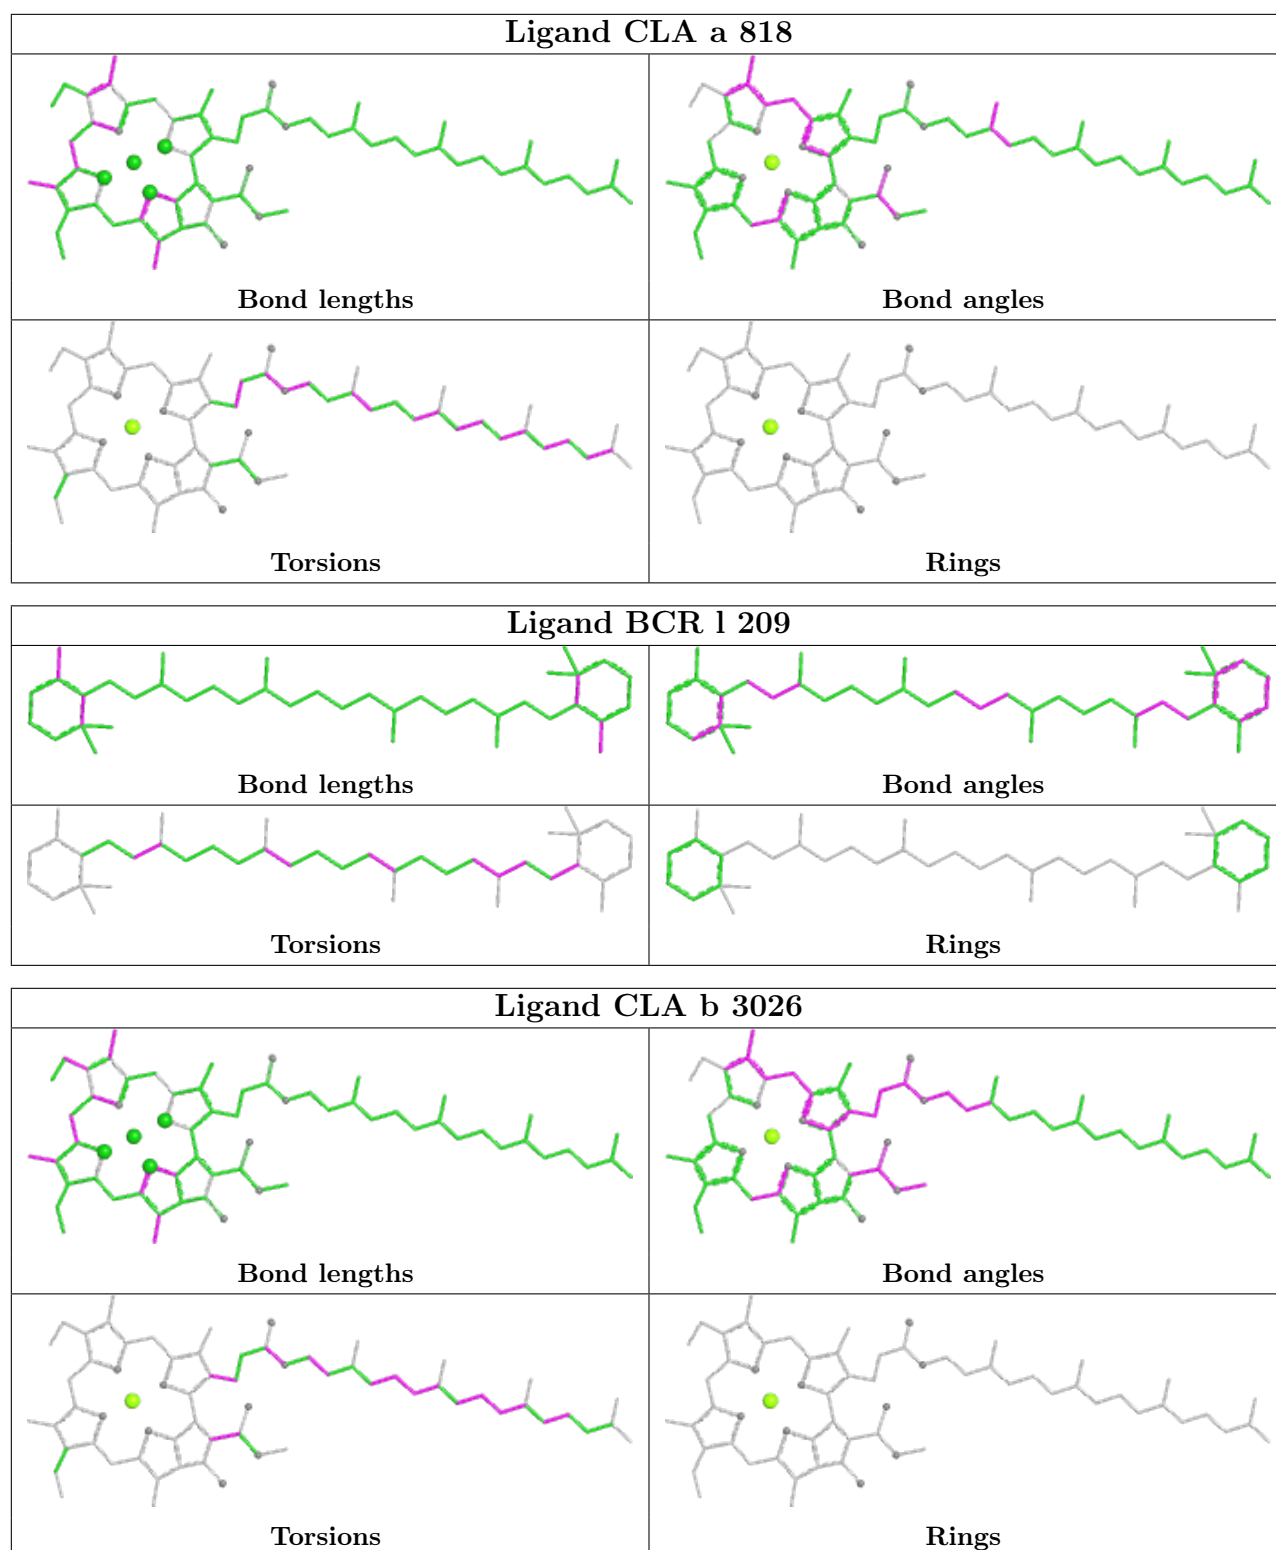 Ligand CLA a 818
Bond lengths
Bond angles
Torsions
Rings
Ligand BCR l 209
Bond lengths
Bond angles
Torsions
Rings
Ligand CLA b 3026
Bond lengths
Bond angles
Torsions
Rings